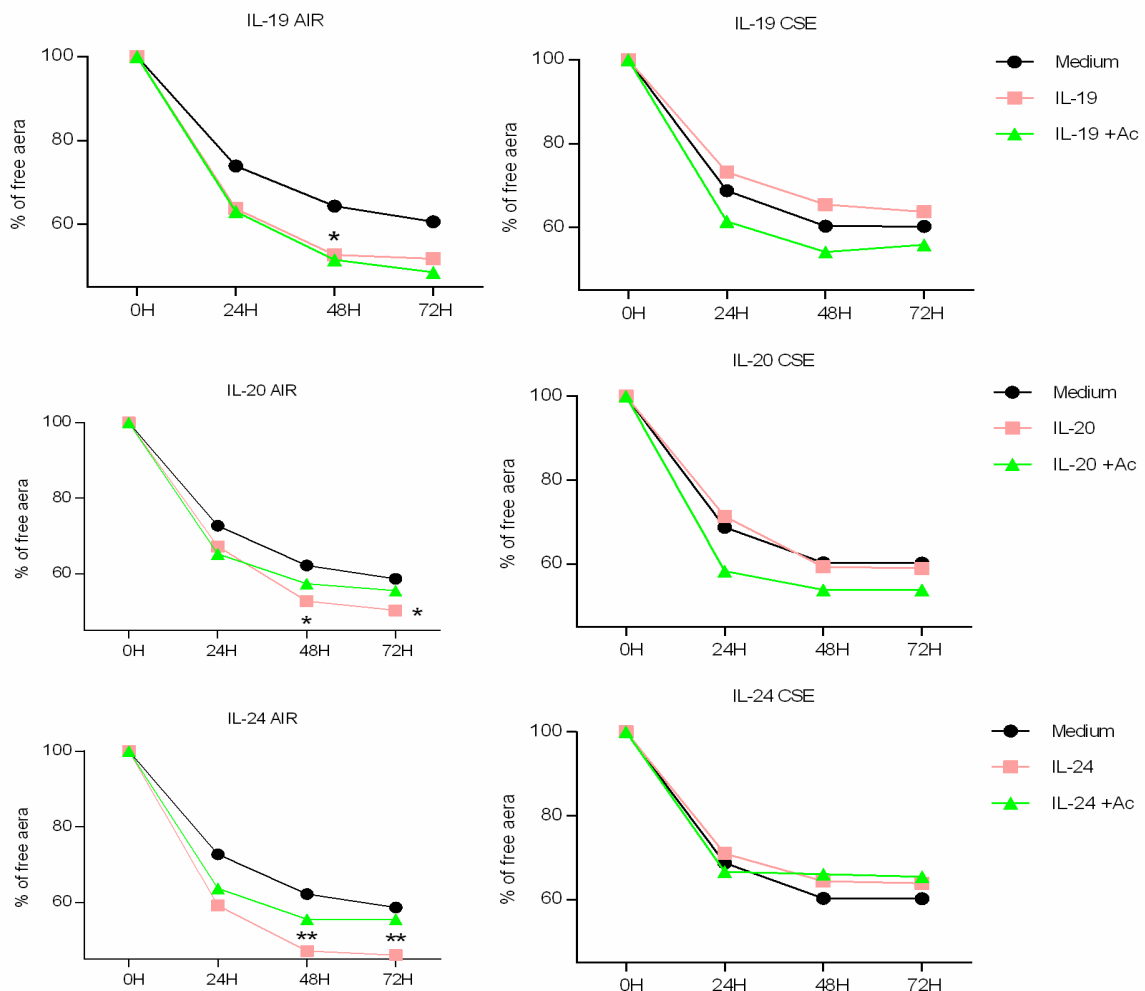 IL-19 AIR
% of free aera
100
80
60
*
0H 24H 48H 72H
IL-19 CSE
% of free aera
100
80
60
0H 24H 48H 72H
Medium
IL-19
IL-19 +Ac
IL-20 AIR
% of free aera
100
80
60
*
*
0H 24H 48H 72H
IL-20 CSE
% of free aera
100
80
60
0H 24H 48H 72H
Medium
IL-20
IL-20 +Ac
IL-24 AIR
% of free aera
100
80
60
** **
0H 24H 48H 72H
IL-24 CSE
% of free aera
100
80
60
0H 24H 48H 72H
Medium
IL-24
IL-24 +Ac